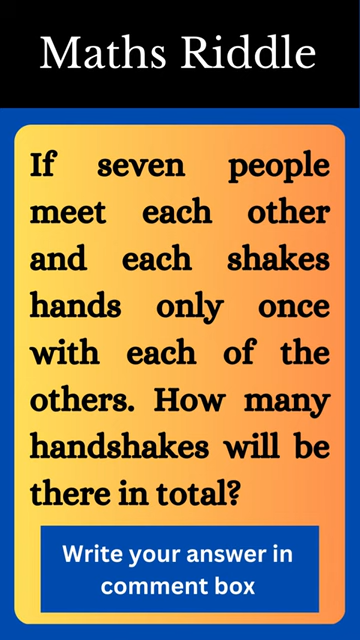 Maths Riddle
If seven people
meet each other
and each shakes
hands only once
with each of the
others. How many
handshakes will be
there in total?
Write your answer in
comment box